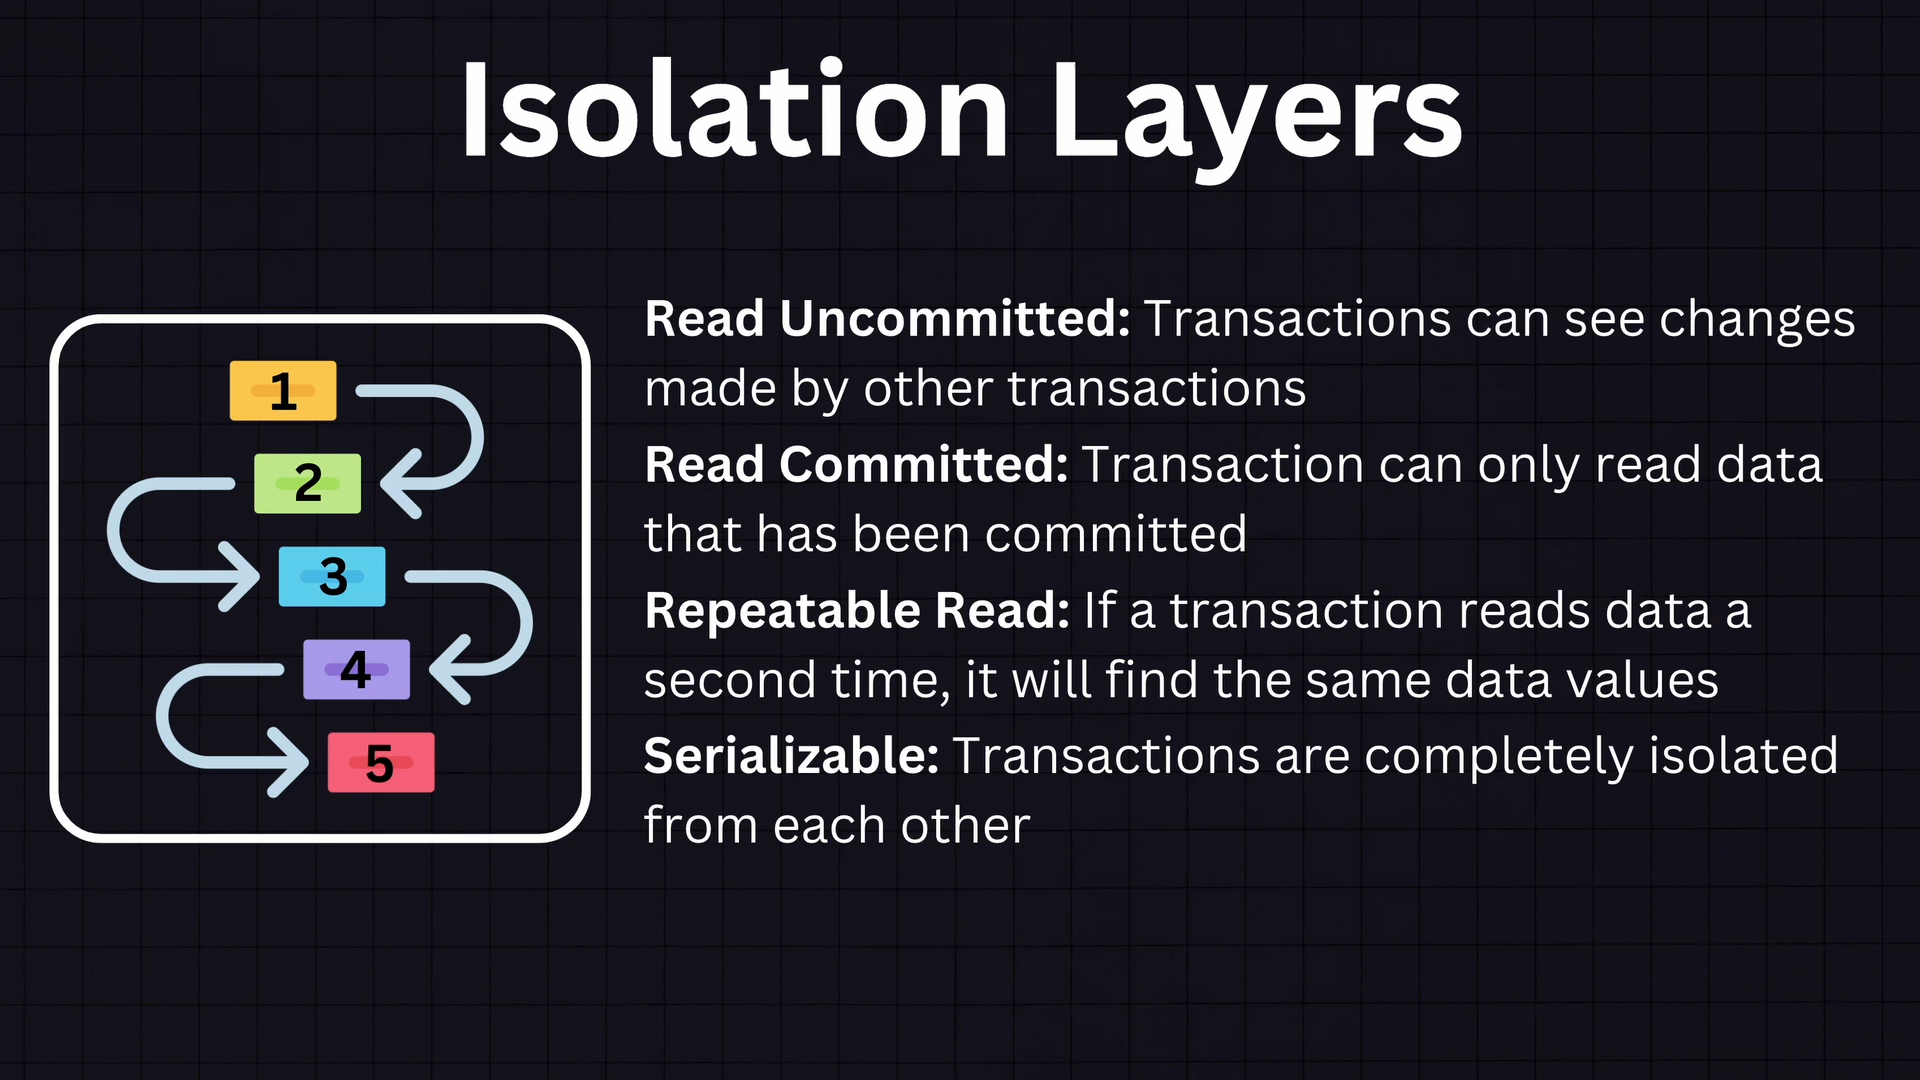 Isolation Layers
1
2
3
4
5
Read Uncommitted: Transactions can see changes
made by other transactions
Read Committed: Transaction can only read data
that has been committed
Repeatable Read: If a transaction reads data a
second time, it will find the same data values
Serializable: Transactions are completely isolated
from each other